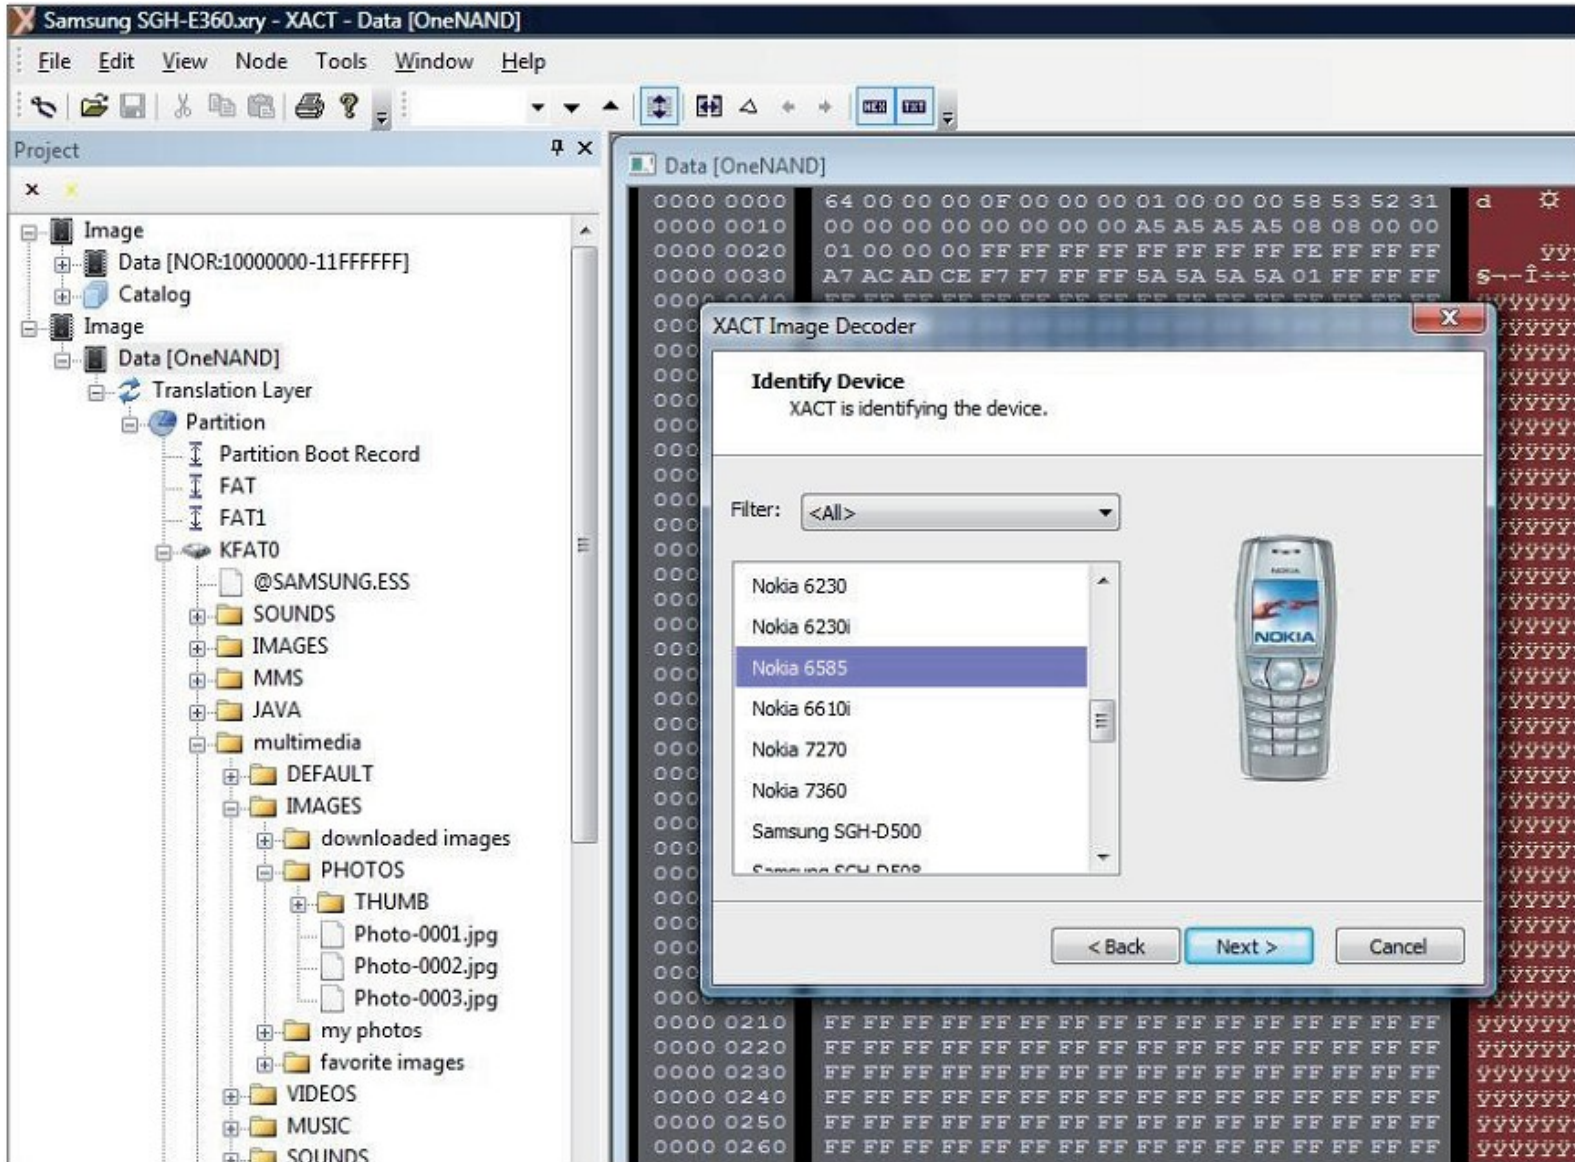 Samsung SGH-E360.xry - XACT - Data [OneNAND]
File Edit View Node Tools Window Help
HEX TXT
Project
Image
Data [NOR:10000000-11FFFFFF]
Catalog
Image
Data [OneNAND]
Translation Layer
Partition
Partition Boot Record
FAT
FAT1
KFAT0
@SAMSUNG.ESS
SOUNDS
IMAGES
MMS
JAVA
multimedia
DEFAULT
IMAGES
downloaded images
PHOTOS
THUMB
Photo-0001.jpg
Photo-0002.jpg
Photo-0003.jpg
my photos
favorite images
VIDEOS
MUSIC
SOUNDS
Data [OneNAND]
0000 0000 64 00 00 00 0F 00 00 00 01 00 00 00 58 53 52 31 d ¤
0000 0010 00 00 00 00 00 00 00 00 A5 A5 A5 A5 08 08 00 00
0000 0020 01 00 00 00 FF FF FF FF FF FF FF FF FE FF FF FF
0000 0030 A7 AC AD CE F7 F7 FF FF 5A 5A 5A 5A 01 FF FF FF
XACT Image Decoder
Identify Device
XACT is identifying the device.
Filter: <All>
Nokia 6230
Nokia 6230i
Nokia 6585
Nokia 6610i
Nokia 7270
Nokia 7360
Samsung SGH-D500
NOKIA
NOKIA
< Back Next > Cancel
0000 0210 FF FF FF FF FF FF FF FF FF FF FF FF FF FF FF FF
0000 0220 FF FF FF FF FF FF FF FF FF FF FF FF FF FF FF FF
0000 0230 FF FF FF FF FF FF FF FF FF FF FF FF FF FF FF FF
0000 0240 FF FF FF FF FF FF FF FF FF FF FF FF FF FF FF FF
0000 0250 FF FF FF FF FF FF FF FF FF FF FF FF FF FF FF FF
0000 0260 FF FF FF FF FF FF FF FF FF FF FF FF FF FF FF FF